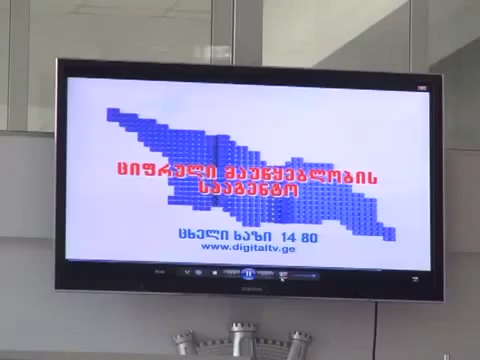 ციფრული მაუწყებლობის
სააგენტო
ცხელი ხაზი 14 80
www.digitaltv.ge